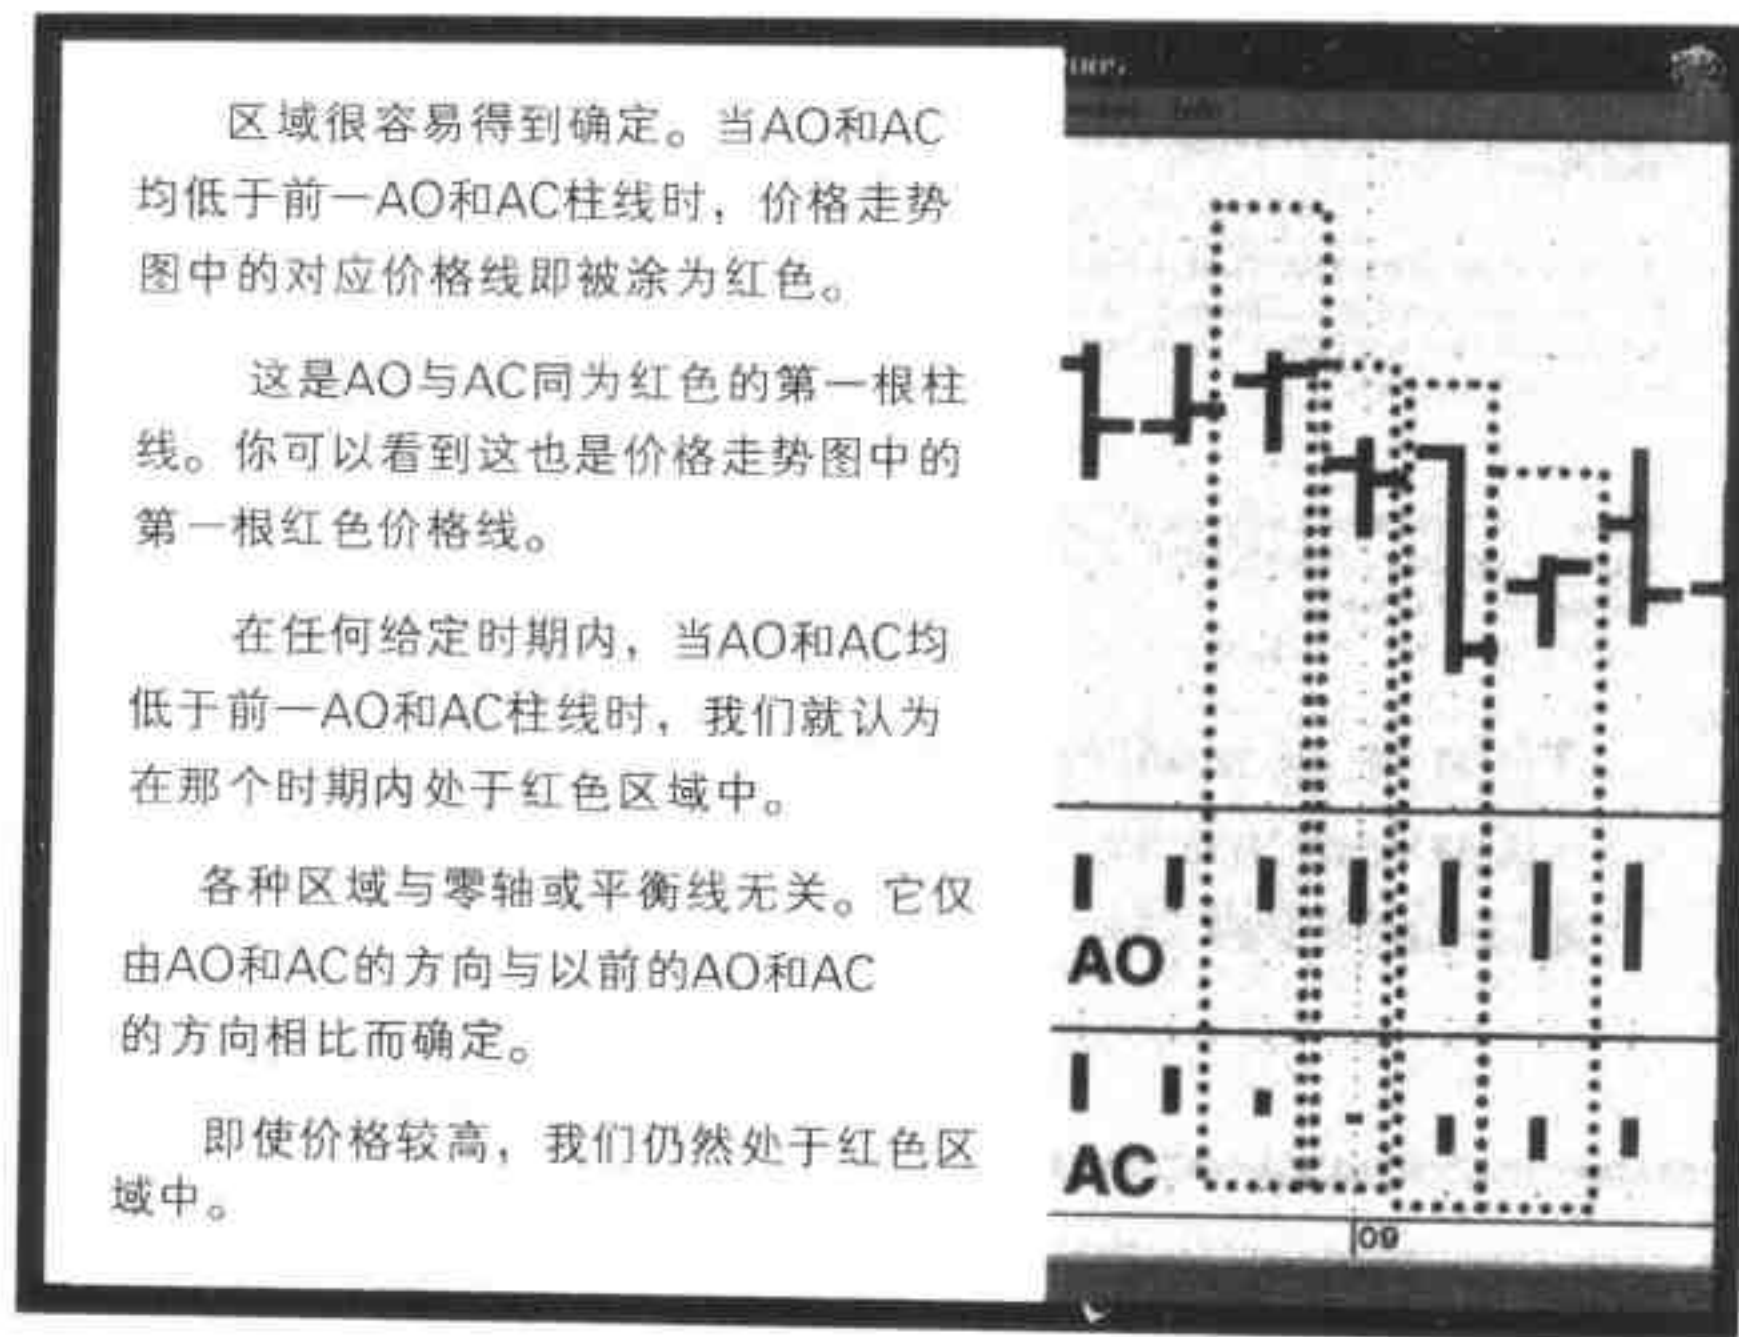 区域很容易得到确定。当AO和AC
均低于前一AO和AC柱线时，价格走势
图中的对应价格线即被涂为红色。
这是AO与AC同为红色的第一根柱
线。你可以看到这也是价格走势图中的
第一根红色价格线。
在任何给定时期内，当AO和AC均
低于前一AO和AC柱线时，我们就认为
在那个时期内处于红色区域中。
各种区域与零轴或平衡线无关。它仅
由AO和AC的方向与以前的AO和AC
的方向相比而确定。
即使价格较高，我们仍然处于红色区
域中。
AO
AC
09